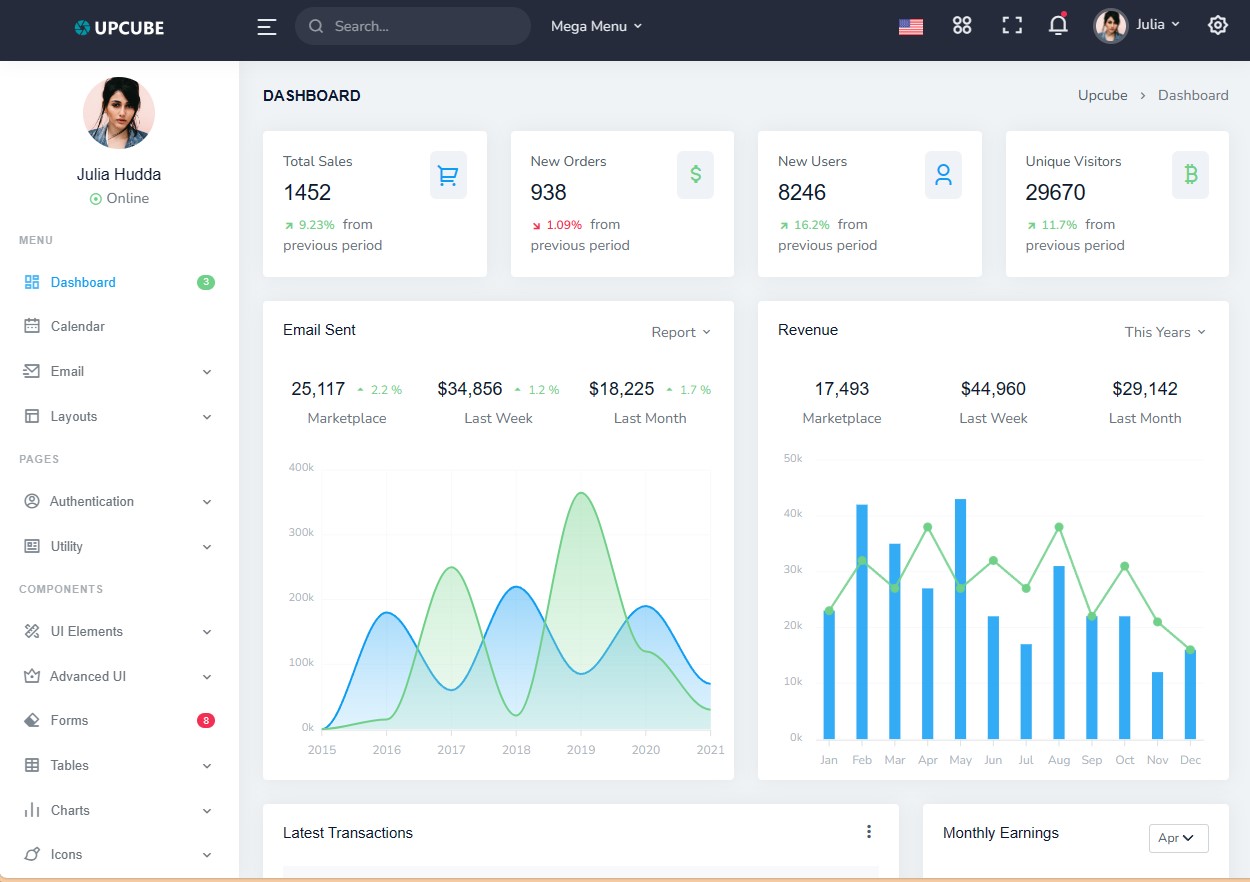 UPCUBE
Search...
Mega Menu
Julia
Julia Hudda
Online
MENU
Dashboard 3
Calendar
Email
Layouts
PAGES
Authentication
Utility
COMPONENTS
UI Elements
Advanced UI
Forms 8
Tables
Charts
Icons
DASHBOARD
Upcube > Dashboard
Total Sales
1452
9.23% from
previous period
New Orders
938
$
1.09% from
previous period
New Users
8246
16.2% from
previous period
Unique Visitors
29670
11.7% from
previous period
Email Sent
Report
25,117 2.2 %
Marketplace
$34,856 1.2 %
Last Week
$18,225 1.7 %
Last Month
400k
300k
200k
100k
0k
2015 2016 2017 2018 2019 2020 2021
Revenue
This Years
17,493
Marketplace
$44,960
Last Week
$29,142
Last Month
50k
40k
30k
20k
10k
0k
Jan Feb Mar Apr May Jun Jul Aug Sep Oct Nov Dec
Latest Transactions
Monthly Earnings
Apr